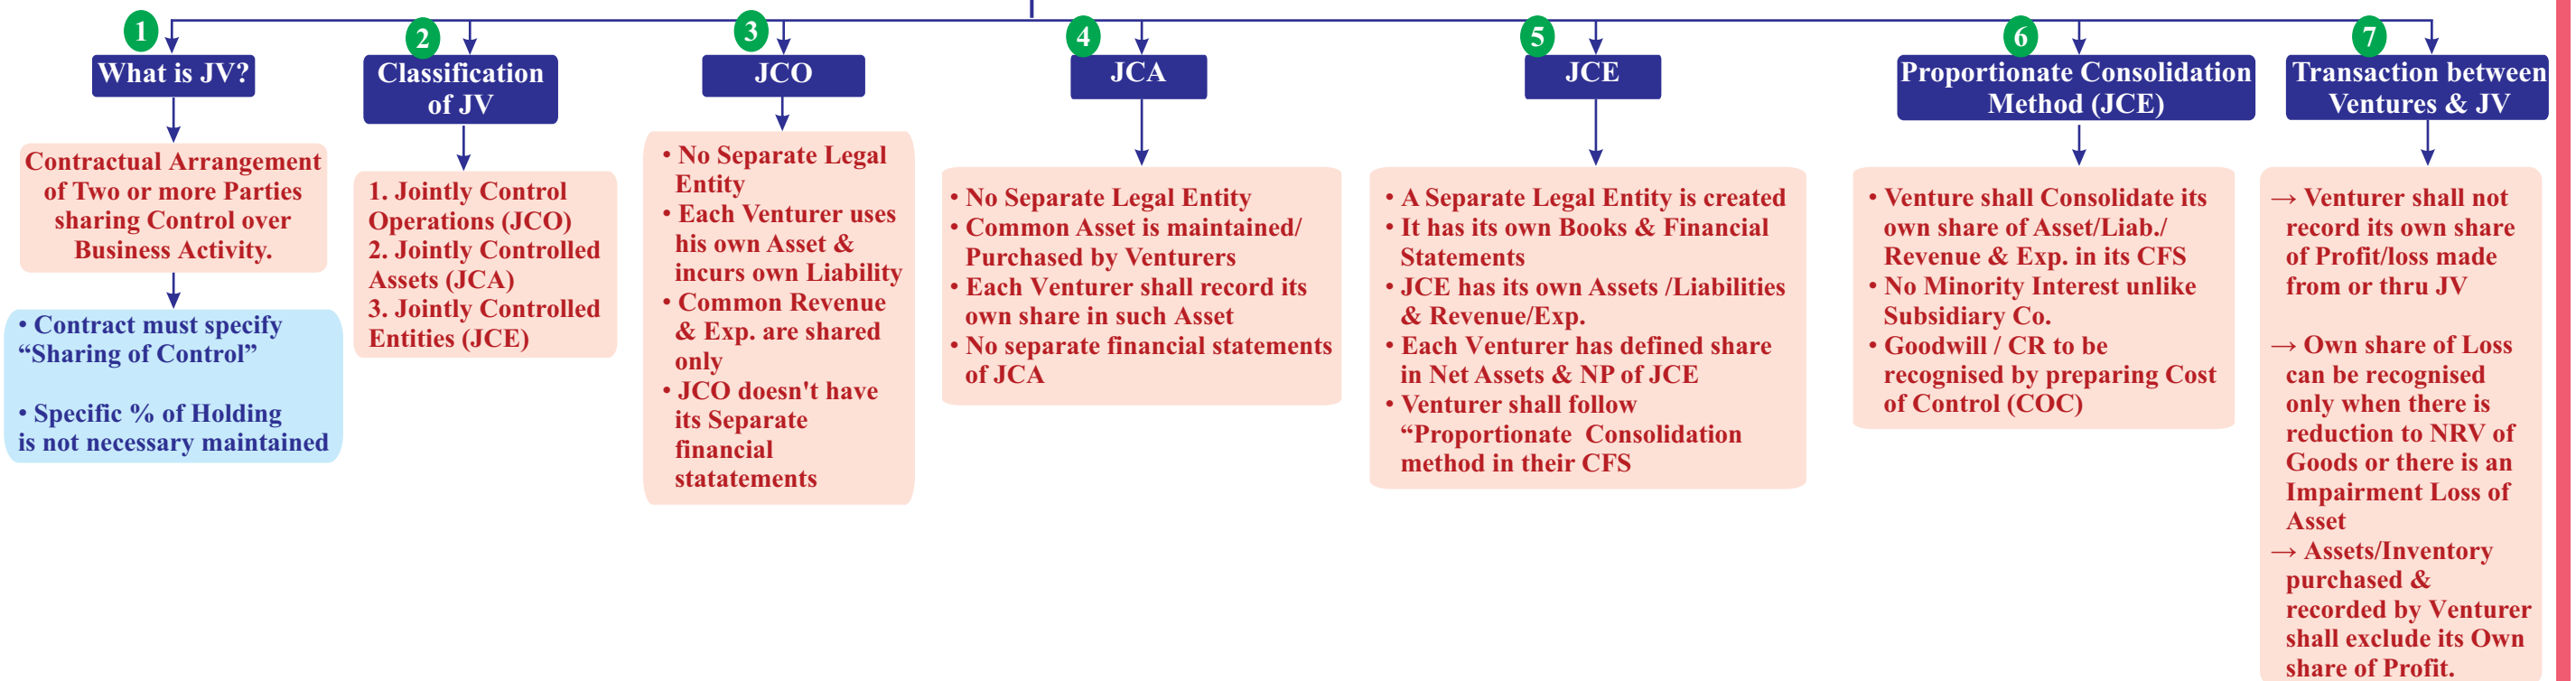 1
What is JV?
Contractual Arrangement
of Two or more Parties
sharing Control over
Business Activity.
• Contract must specify
“Sharing of Control”
• Specific % of Holding
is not necessary maintained
2
Classification
of JV
1. Jointly Control
Operations (JCO)
2. Jointly Controlled
Assets (JCA)
3. Jointly Controlled
Entities (JCE)
3
JCO
• No Separate Legal
Entity
• Each Venturer uses
his own Asset &
incurs own Liability
• Common Revenue
& Exp. are shared
only
• JCO doesn't have
its Separate
financial
statatements
4
JCA
• No Separate Legal Entity
• Common Asset is maintained/
Purchased by Venturers
• Each Venturer shall record its
own share in such Asset
• No separate financial statements
of JCA
5
JCE
• A Separate Legal Entity is created
• It has its own Books & Financial
Statements
• JCE has its own Assets /Liabilities
& Revenue/Exp.
• Each Venturer has defined share
in Net Assets & NP of JCE
• Venturer shall follow
“Proportionate Consolidation
method in their CFS
6
Proportionate Consolidation
Method (JCE)
• Venture shall Consolidate its
own share of Asset/Liab./
Revenue & Exp. in its CFS
• No Minority Interest unlike
Subsidiary Co.
• Goodwill / CR to be
recognised by preparing Cost
of Control (COC)
7
Transaction between
Ventures & JV
→ Venturer shall not
record its own share
of Profit/loss made
from or thru JV
→ Own share of Loss
can be recognised
only when there is
reduction to NRV of
Goods or there is an
Impairment Loss of
Asset
→ Assets/Inventory
purchased &
recorded by Venturer
shall exclude its Own
share of Profit.